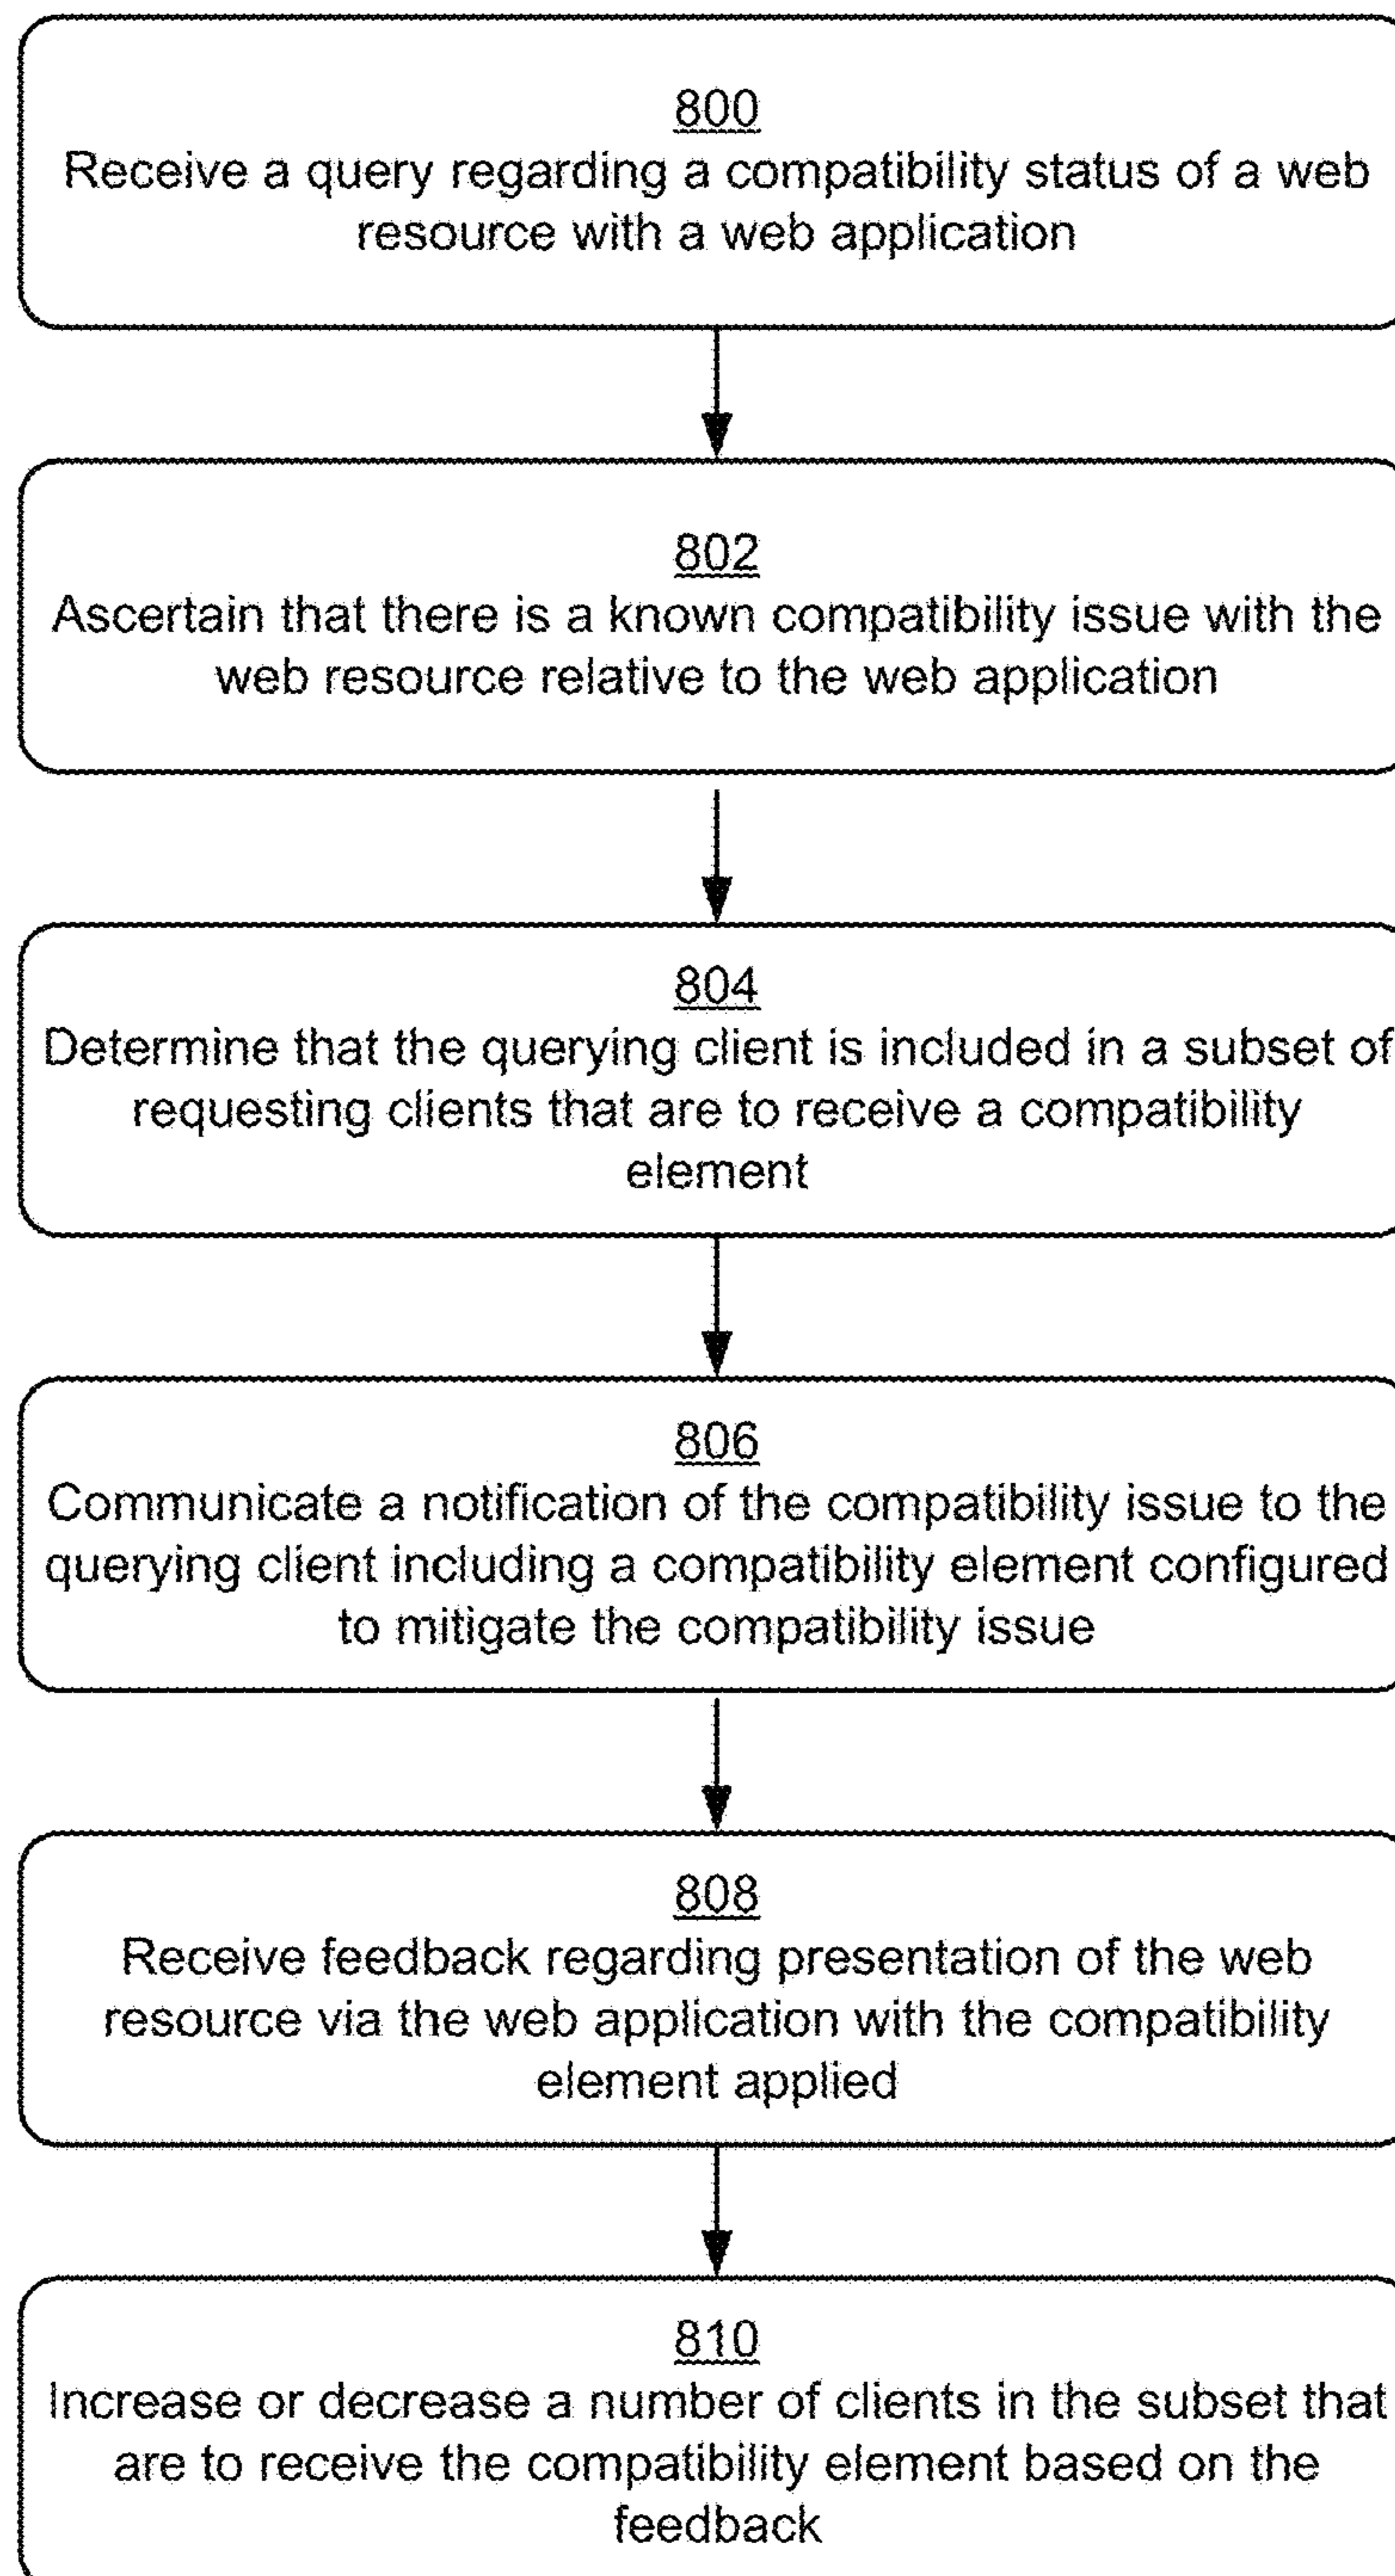 800
Receive a query regarding a compatibility status of a web
resource with a web application
802
Ascertain that there is a known compatibility issue with the
web resource relative to the web application
804
Determine that the querying client is included in a subset of
requesting clients that are to receive a compatibility
element
806
Communicate a notification of the compatibility issue to the
querying client including a compatibility element configured
to mitigate the compatibility issue
808
Receive feedback regarding presentation of the web
resource via the web application with the compatibility
element applied
810
Increase or decrease a number of clients in the subset that
are to receive the compatibility element based on the
feedback